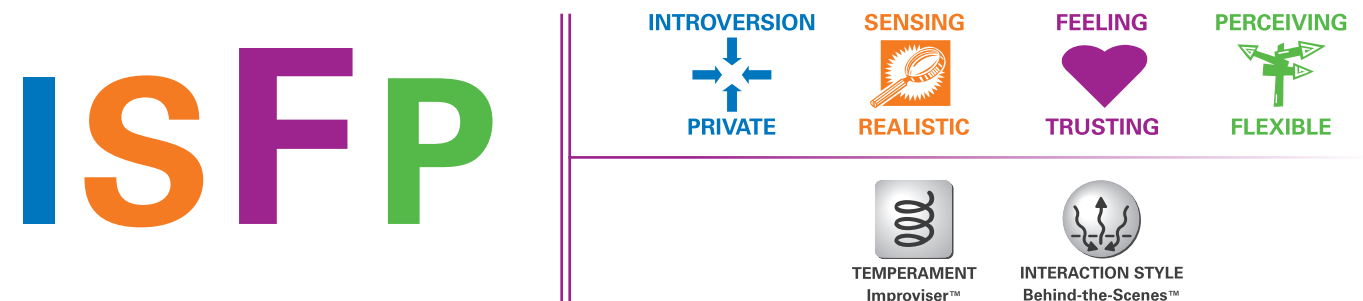 ISFP
INTROVERSION SENSING FEELING PERCEIVING
PRIVATE REALISTIC TRUSTING FLEXIBLE
TEMPERAMENT INTERACTION STYLE
Improviser™ Behind-the-Scenes™